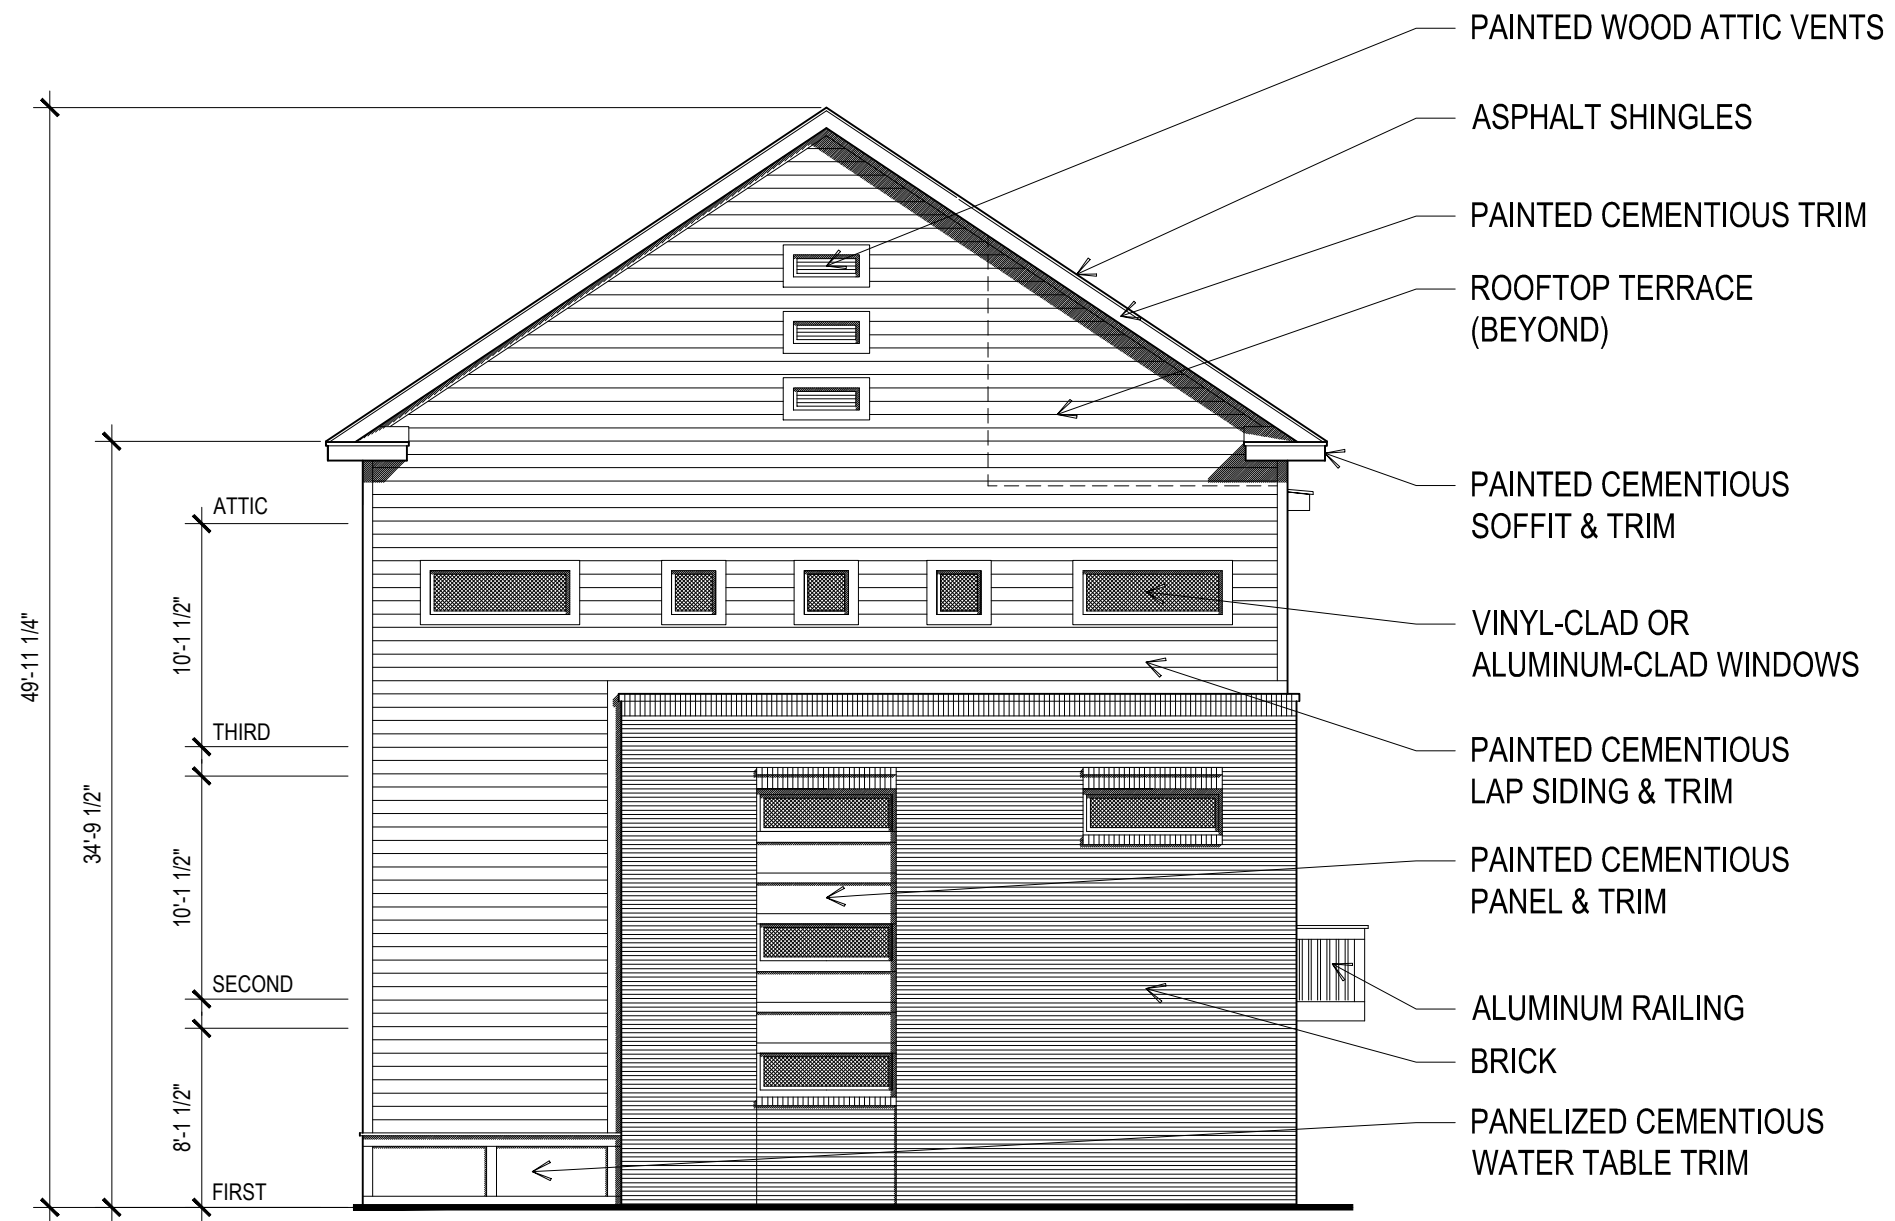 PAINTED WOOD ATTIC VENTS
ASPHALT SHINGLES
PAINTED CEMENTIOUS TRIM
ROOFTOP TERRACE
(BEYOND)
PAINTED CEMENTIOUS
SOFFIT & TRIM
VINYL-CLAD OR
ALUMINUM-CLAD WINDOWS
PAINTED CEMENTIOUS
LAP SIDING & TRIM
PAINTED CEMENTIOUS
PANEL & TRIM
ALUMINUM RAILING
BRICK
PANELIZED CEMENTIOUS
WATER TABLE TRIM
49'-11 1/4"
34'-9 1/2"
ATTIC
10'-1 1/2"
THIRD
10'-1 1/2"
SECOND
8'-1 1/2"
FIRST